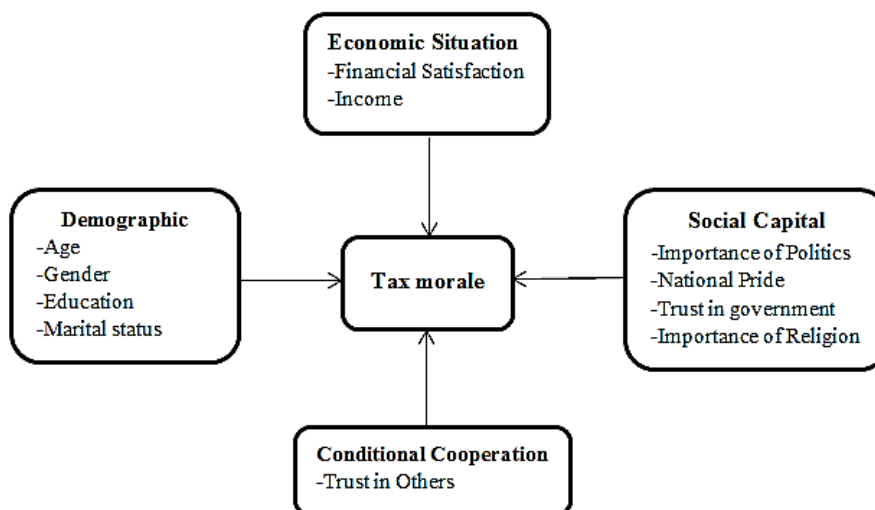 Economic Situation
-Financial Satisfaction
-Income
Demographic
-Age
-Gender
-Education
-Marital status
Tax morale
Social Capital
-Importance of Politics
-National Pride
-Trust in government
-Importance of Religion
Conditional Cooperation
-Trust in Others